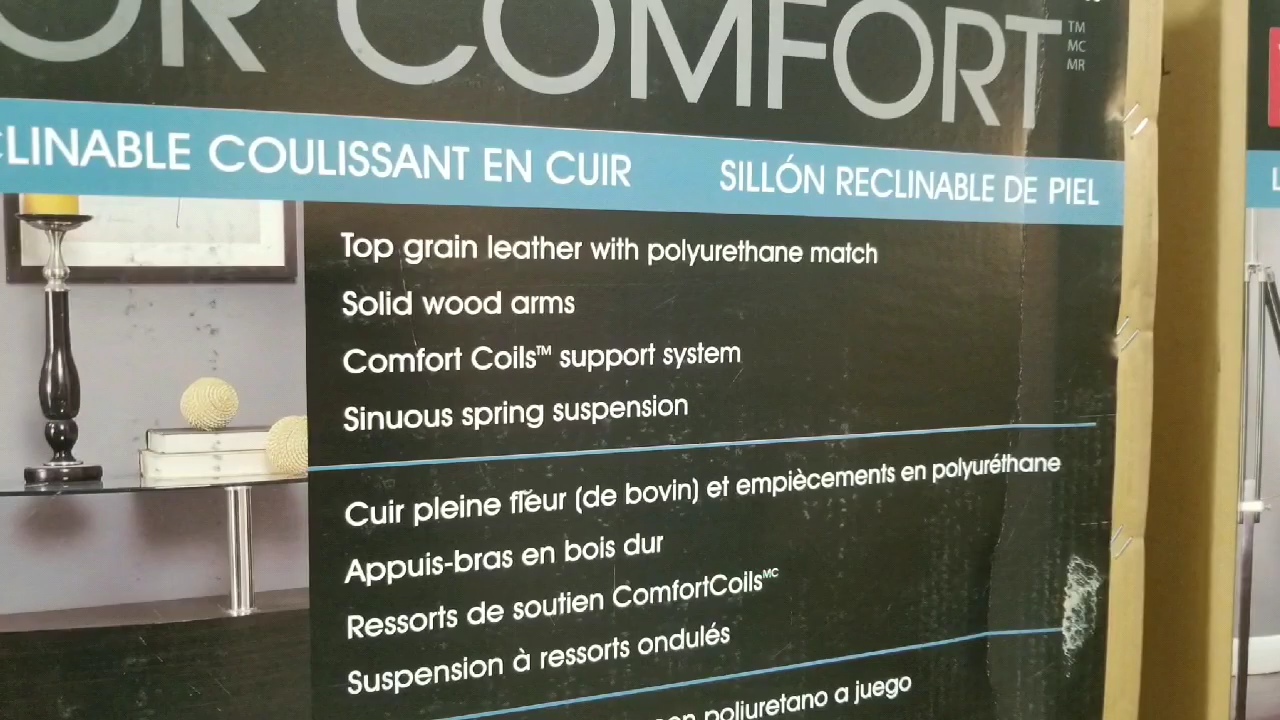 OR COMFORT™
MC
MR
CLINABLE COULISSANT EN CUIR SILLÓN RECLINABLE DE PIEL
Top grain leather with polyurethane match
Solid wood arms
Comfort Coils™ support system
Sinuous spring suspension
Cuir pleine fleur (de bovin) et empiècements en polyuréthane
Appuis-bras en bois dur
Ressorts de soutien ComfortCoils MC
Suspension à ressorts ondulés
en poliuretano a juego
L